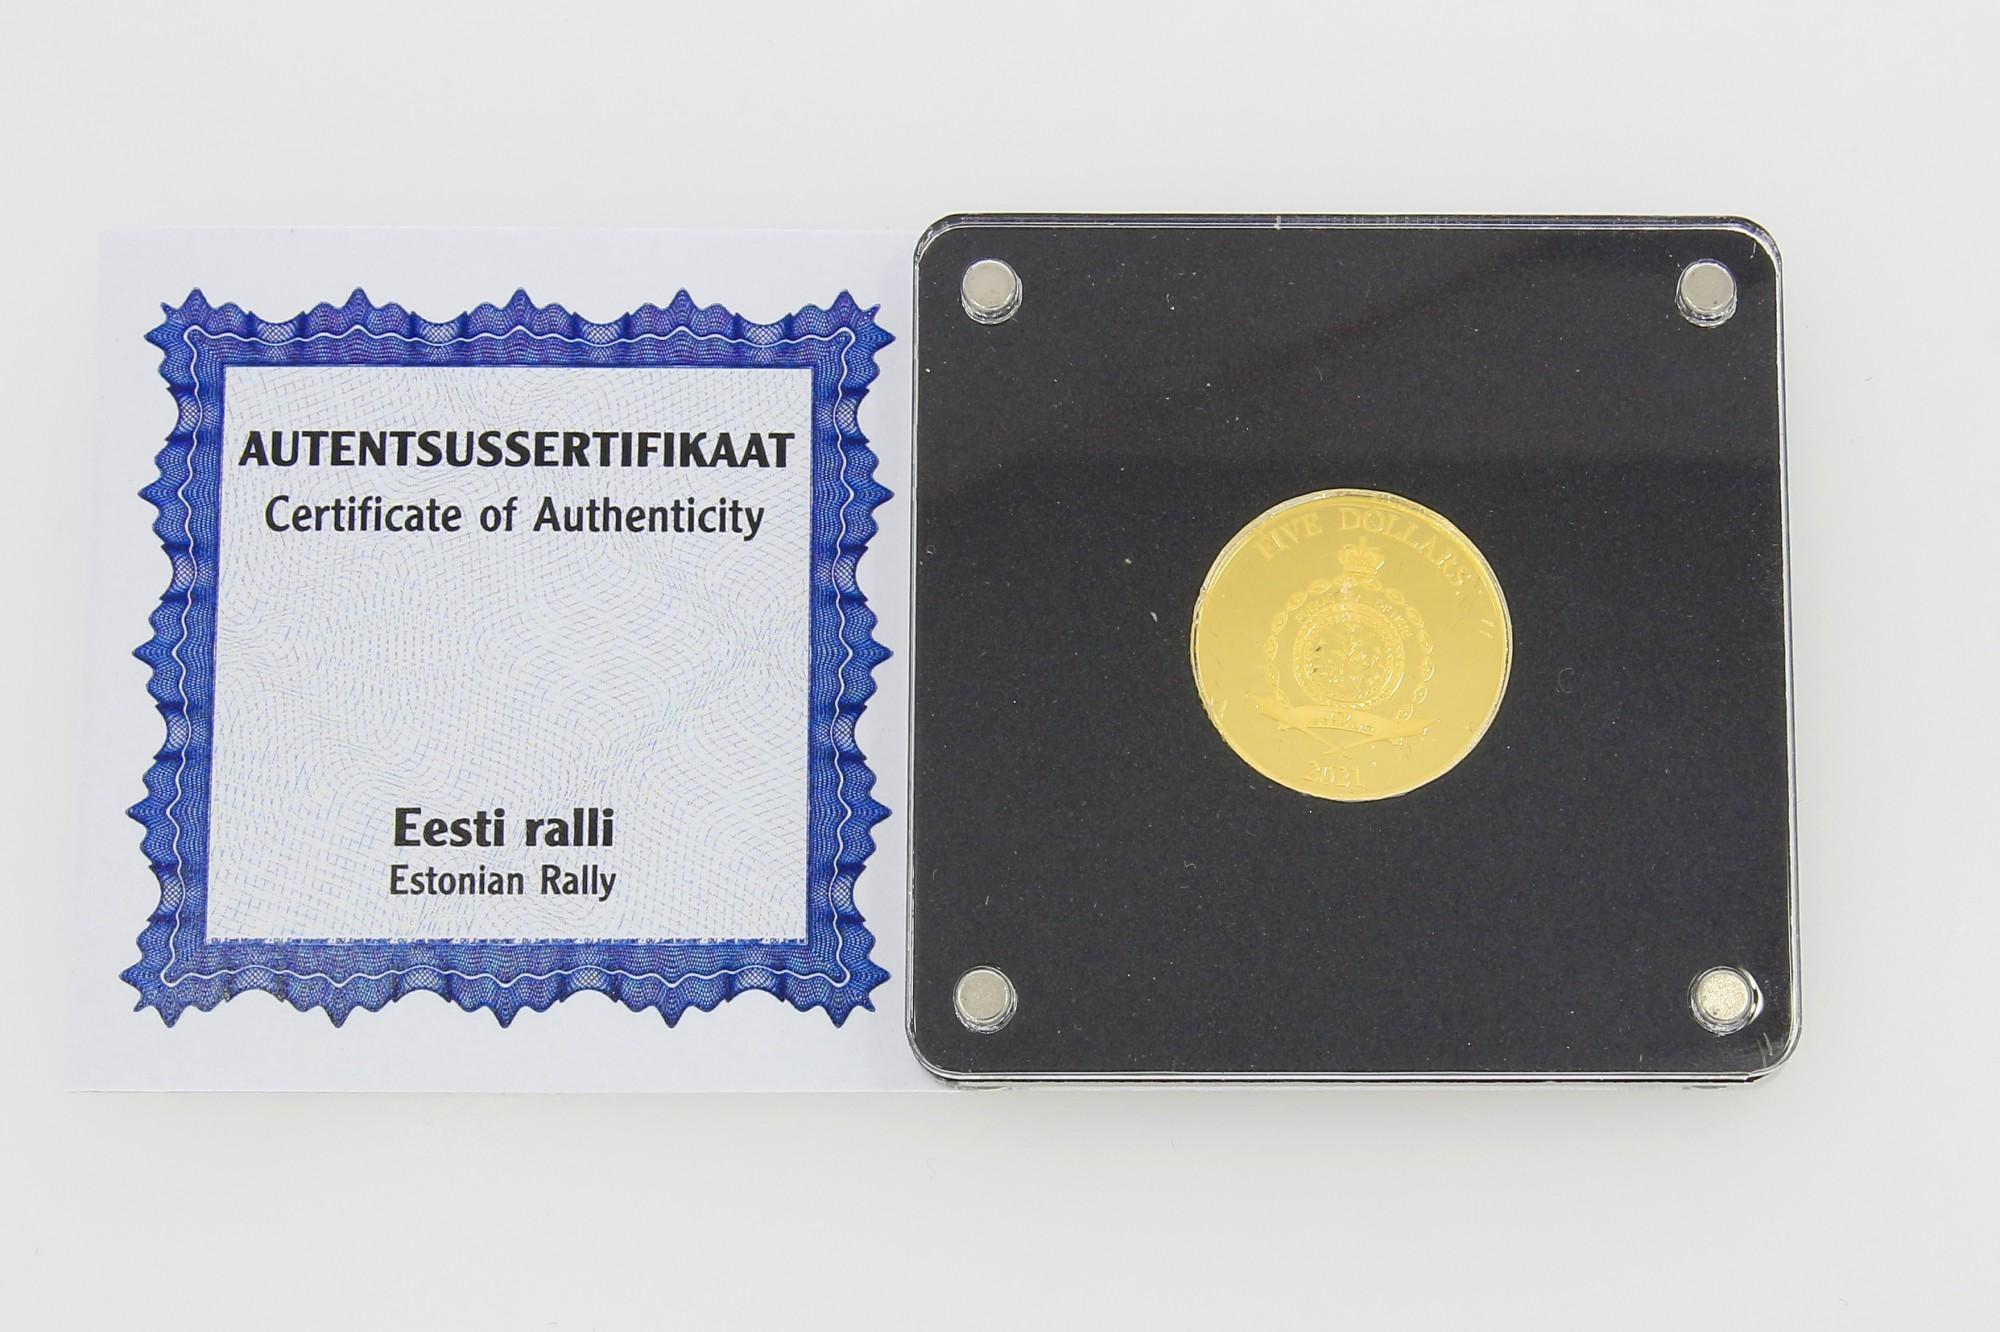 AUTENTSUSSERTIFIKAAT
Certificate of Authenticity
Eesti ralli
Estonian Rally
FIVE DOLLARS
2021